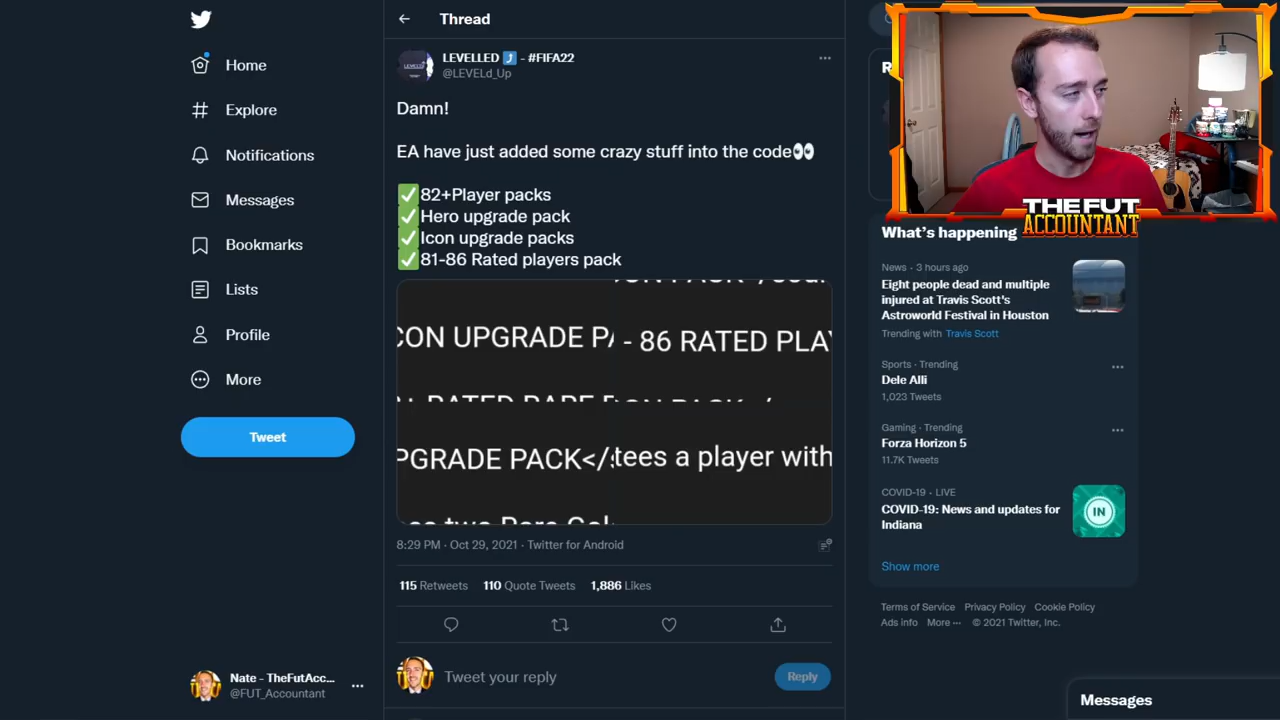 Home
Explore
Notifications
Messages
Bookmarks
Lists
Profile
More
Tweet
Nate - TheFutAcc...
@FUT_Accountant
Thread
LEVELLED - #FIFA22
@LEVELd_Up
Damn!
EA have just added some crazy stuff into the code👀
✅82+Player packs
✅Hero upgrade pack
✅Icon upgrade packs
✅81-86 Rated players pack
CON UPGRADE PA
- 86 RATED PLAY
PGRADE PACK</s
tees a player with
8:29 PM · Oct 29, 2021 · Twitter for Android
115 Retweets 110 Quote Tweets 1,886 Likes
Tweet your reply
Reply
THE FUT
ACCOUNTANT
What's happening
News · 3 hours ago
Eight people dead and multiple
injured at Travis Scott's
Astroworld Festival in Houston
Trending with Travis Scott
Sports · Trending
Dele Alli
1,023 Tweets
Gaming · Trending
Forza Horizon 5
11.7K Tweets
COVID-19 · LIVE
COVID-19: News and updates for
Indiana
IN
Show more
Terms of Service Privacy Policy Cookie Policy
Ads info More ··· © 2021 Twitter, Inc.
Messages